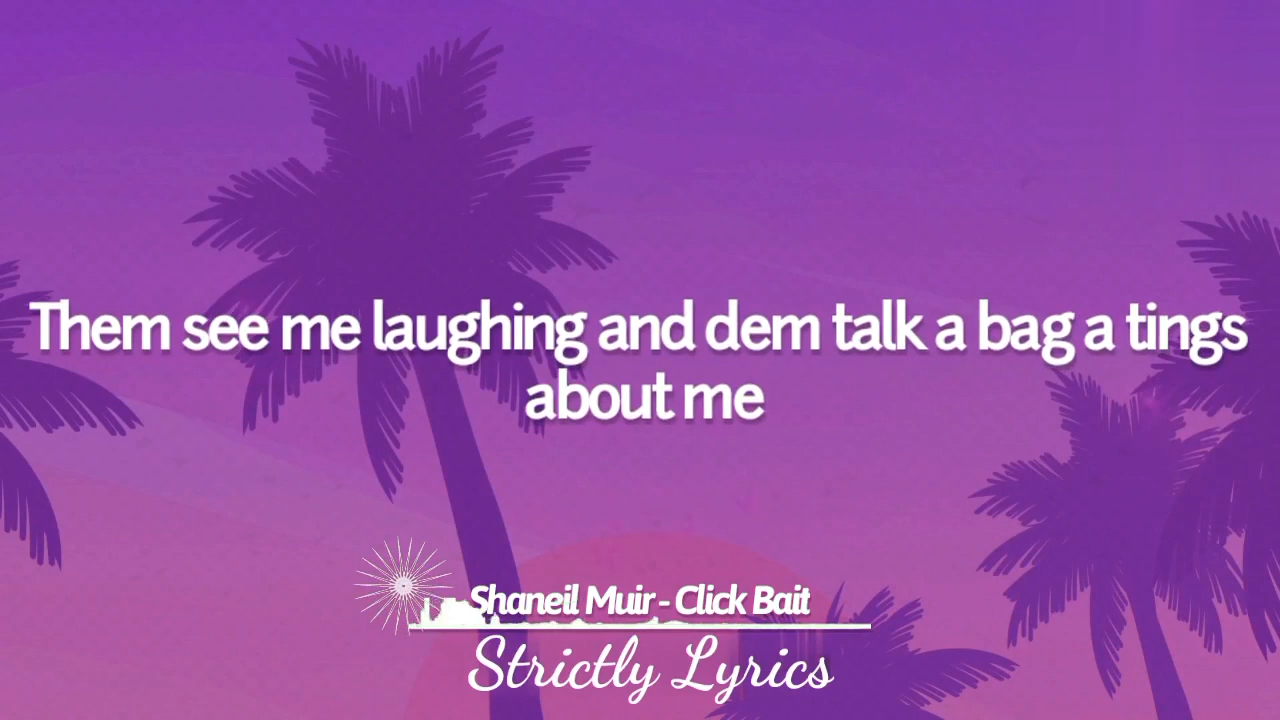 Them see me laughing and dem talk a bag a tings
about me
Shaneil Muir - Click Bait
Strictly Lyrics